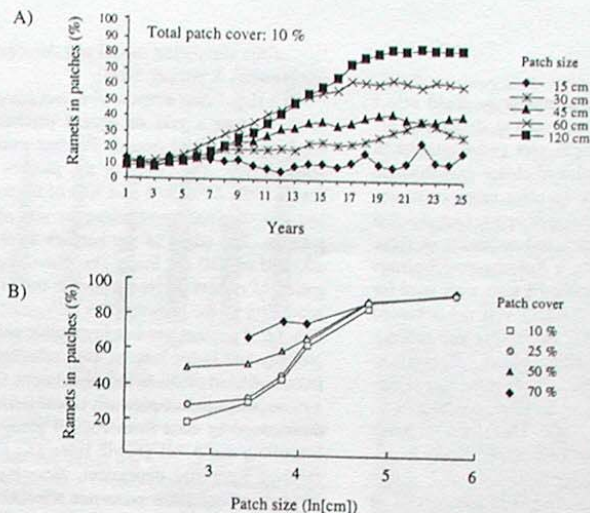 A)
Total patch cover: 10 %
Ramets in patches (%)
100
90
80
70
60
50
40
30
20
10
0
1 3 5 7 9 11 13 15 17 19 21 23 25
Years
Patch size
15 cm
30 cm
45 cm
60 cm
120 cm
B)
Ramets in patches (%)
100
80
60
40
20
3 4 5 6
Patch size (ln[cm])
Patch cover
10 %
25 %
50 %
70 %